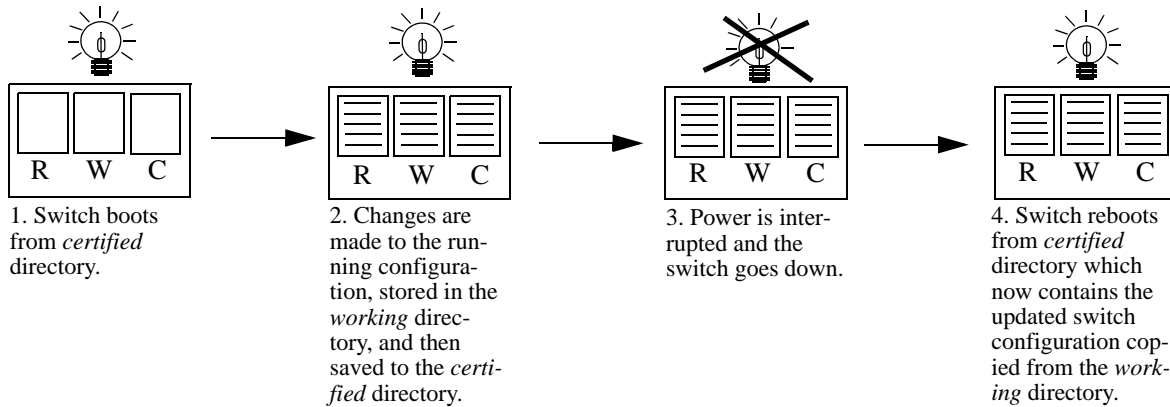 R W C
1. Switch boots
from certified
directory.
R W C
2. Changes are
made to the run-
ning configura-
tion, stored in the
working direc-
tory, and then
saved to the certi-
fied directory.
R W C
3. Power is inter-
rupted and the
switch goes down.
R W C
4. Switch reboots
from certified
directory which
now contains the
updated switch
configuration cop-
ied from the work-
ing directory.